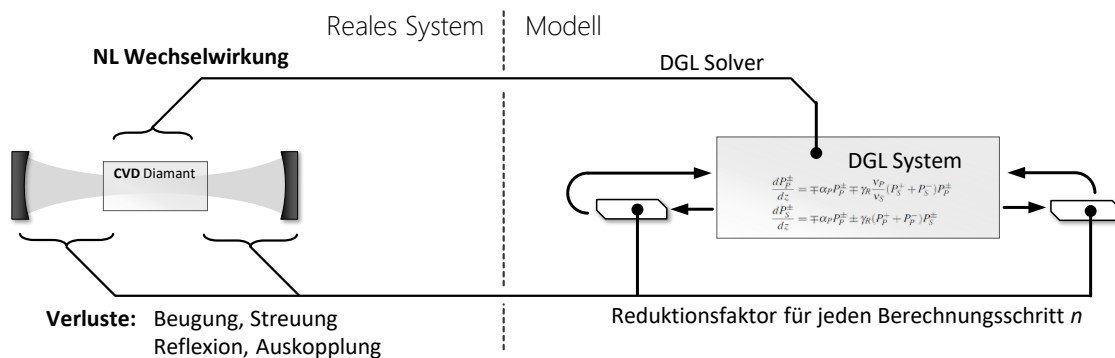 Reales System
Modell
NL Wechselwirkung
DGL Solver
CVD Diamant
DGL System
dP_P^±/dz = ∓α_P P_P^± ∓ γ_R ν_P/ν_S (P_S^+ + P_S^-)P_P^±
dP_S^±/dz = ∓α_P P_P^± ± γ_R (P_P^+ + P_P^-)P_S^±
Verluste: Beugung, Streuung
Reflexion, Auskopplung
Reduktionsfaktor für jeden Berechnungsschritt n